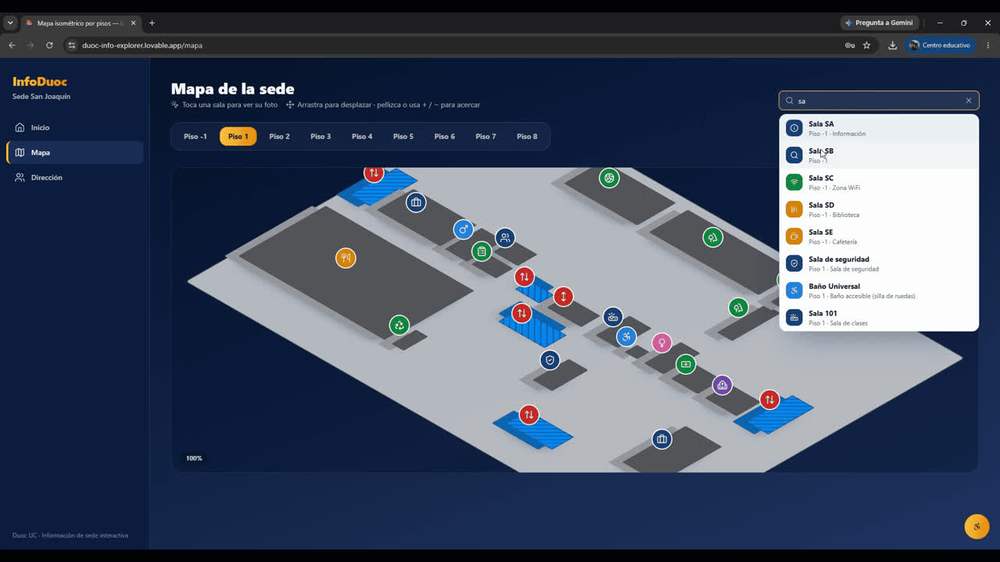 Mapa isométrico por pisos —
Pregunta a Gemini
duoc-info-explorer.lovable.app/mapa
Centro educativo
InfoDuoc
Sede San Joaquín
Inicio
Mapa
Dirección
Duoc UC · Información de sede interactiva
Mapa de la sede
Toca una sala para ver su foto
Arrastra para desplazar · pellizca o usa + / − para acercar
Piso -1
Piso 1
Piso 2
Piso 3
Piso 4
Piso 5
Piso 6
Piso 7
Piso 8
100%
sa
Sala SA
Piso -1 · Información
Sala SB
Piso -1
Sala SC
Piso -1 · Zona WiFi
Sala SD
Piso -1 · Biblioteca
Sala SE
Piso -1 · Cafetería
Sala de seguridad
Piso 1 · Sala de seguridad
Baño Universal
Piso 1 · Baño accesible (silla de ruedas)
Sala 101
Piso 1 · Sala de clases